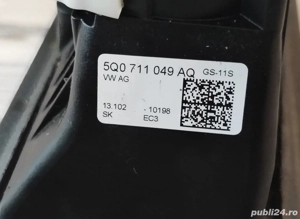 5Q0 711 049 AQ GS-11S
VW AG
13.102 - 10198
SK EC3
publi24.ro